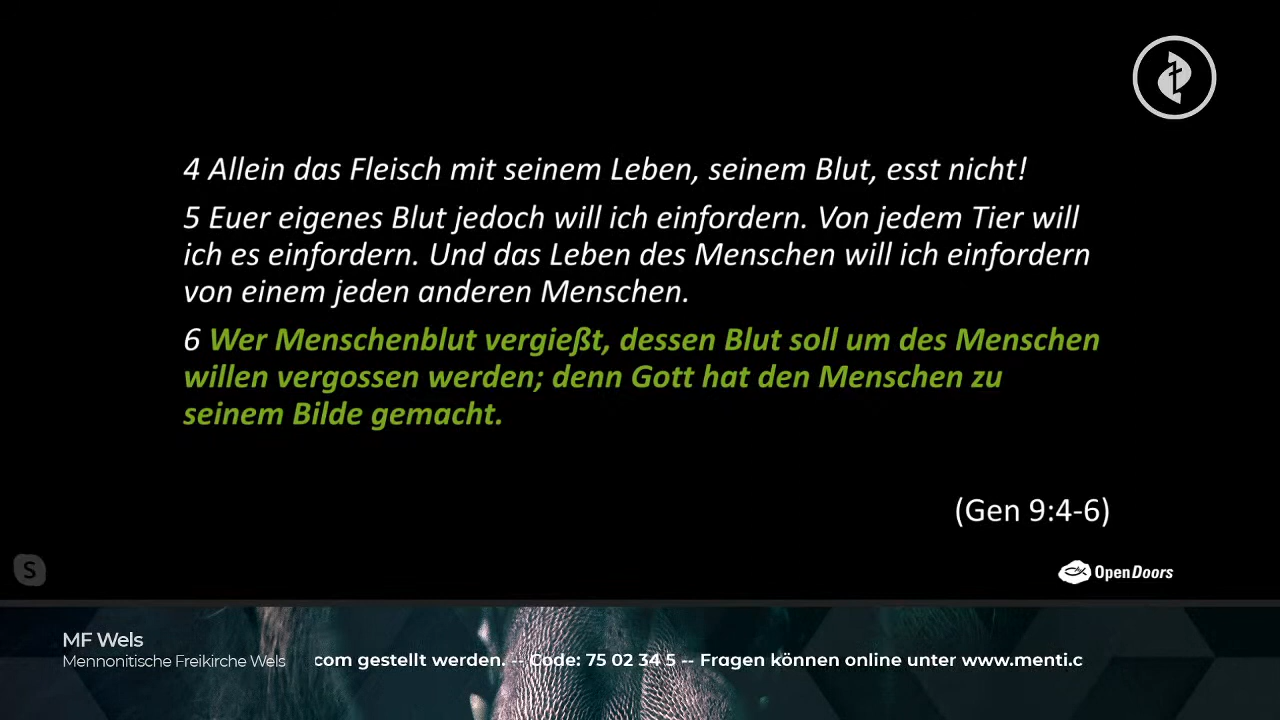 4 Allein das Fleisch mit seinem Leben, seinem Blut, esst nicht!
5 Euer eigenes Blut jedoch will ich einfordern. Von jedem Tier will
ich es einfordern. Und das Leben des Menschen will ich einfordern
von einem jeden anderen Menschen.
6 Wer Menschenblut vergießt, dessen Blut soll um des Menschen
willen vergossen werden; denn Gott hat den Menschen zu
seinem Bilde gemacht.
(Gen 9:4-6)
S
OpenDoors
MF Wels
Mennonitische Freikirche Wels
com gestellt werden. -- Code: 75 02 34 5 -- Fragen können online unter www.menti.c